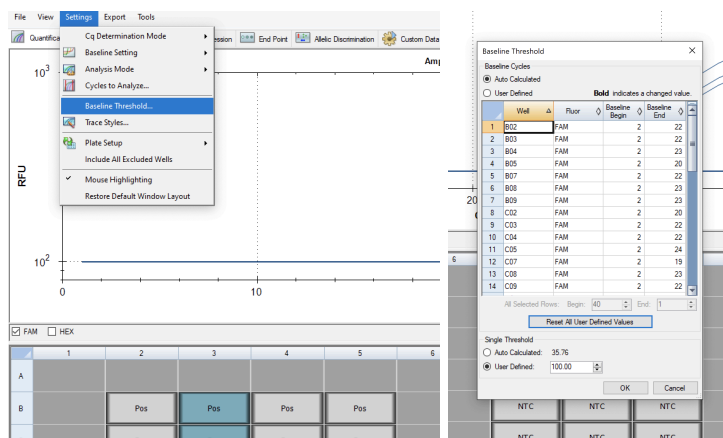 File View Settings Export Tools
Quantifica
Cq Determination Mode
Baseline Setting
Analysis Mode
Cycles to Analyze...
Baseline Threshold...
Trace Styles...
Plate Setup
Include All Excluded Wells
Mouse Highlighting
Restore Default Window Layout
ession End Point Allelic Discrimination Custom Data
Amp
10^3
RFU
10^2
0 10
FAM HEX
1 2 3 4 5 6
A
B Pos Pos Pos Pos
Baseline Threshold
Baseline Cycles
Auto Calculated
User Defined Bold indicates a changed value.
Well Fluor Baseline Begin Baseline End
1 B02 FAM 2 22
2 B03 FAM 2 22
3 B04 FAM 2 23
4 B05 FAM 2 20
5 B07 FAM 2 22
6 B08 FAM 2 23
7 B09 FAM 2 23
8 C02 FAM 2 20
9 C03 FAM 2 22
10 C04 FAM 2 22
11 C05 FAM 2 24
12 C07 FAM 2 19
13 C08 FAM 2 23
14 C09 FAM 2 22
All Selected Rows: Begin: 40 End: 1
Reset All User Defined Values
Single Threshold
Auto Calculated: 35.76
User Defined: 100.00
OK Cancel
20
6
NTC NTC NTC
NTC NTC NTC